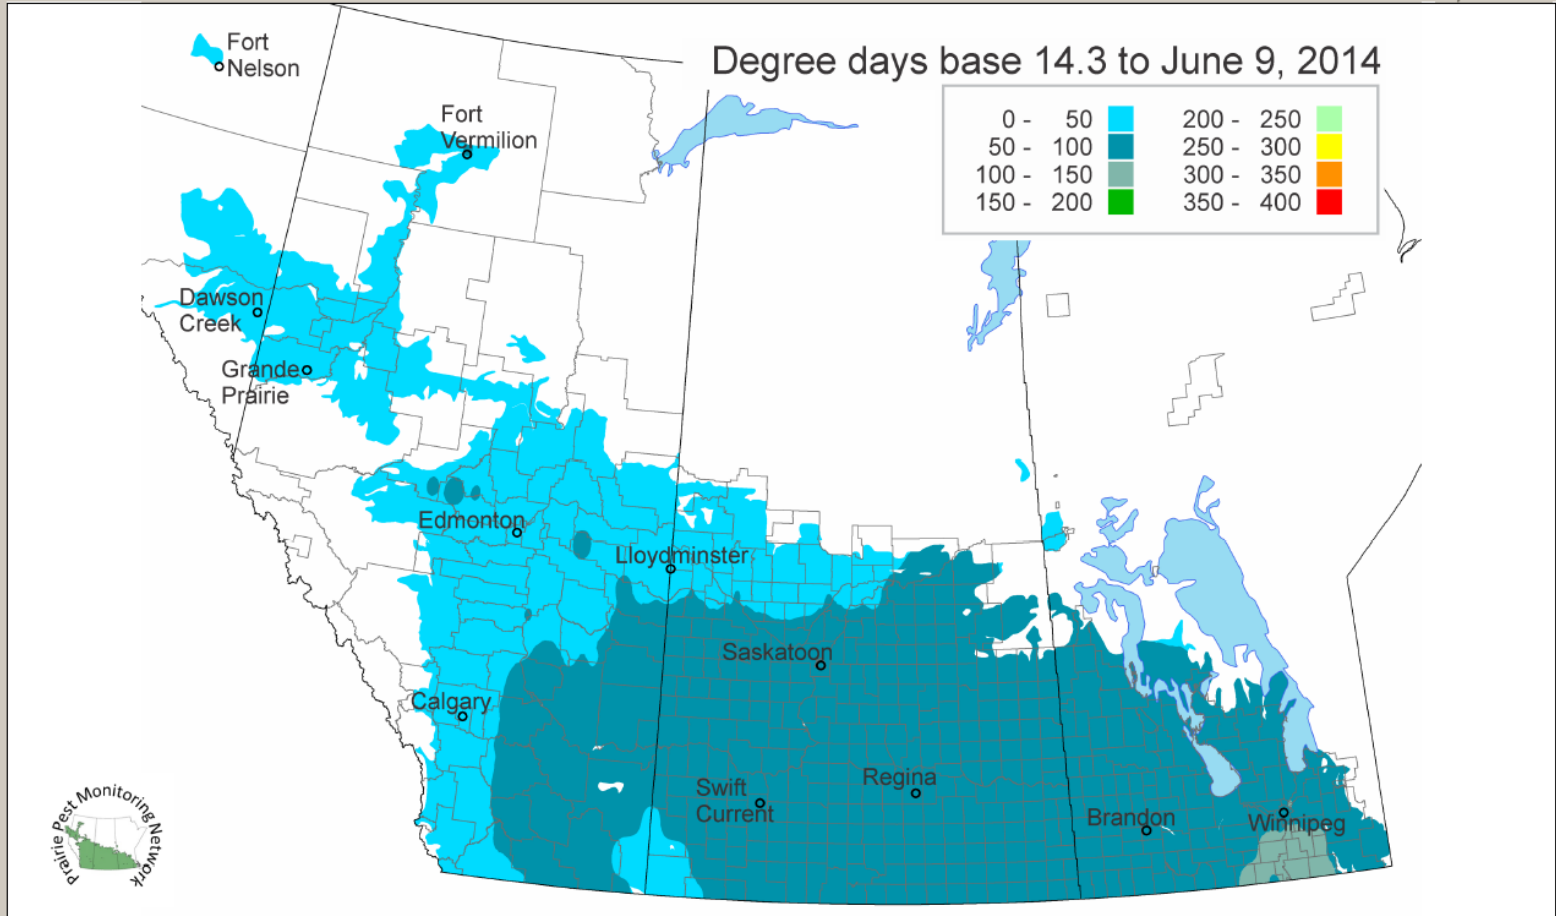 Degree days base 14.3 to June 9, 2014
0 - 50
50 - 100
100 - 150
150 - 200
200 - 250
250 - 300
300 - 350
350 - 400
Fort
Nelson
Fort
Vermilion
Dawson
Creek
Grande
Prairie
Edmonton
Lloydminster
Saskatoon
Calgary
Swift
Current
Regina
Brandon
Winnipeg
Prairie Pest Monitoring Network